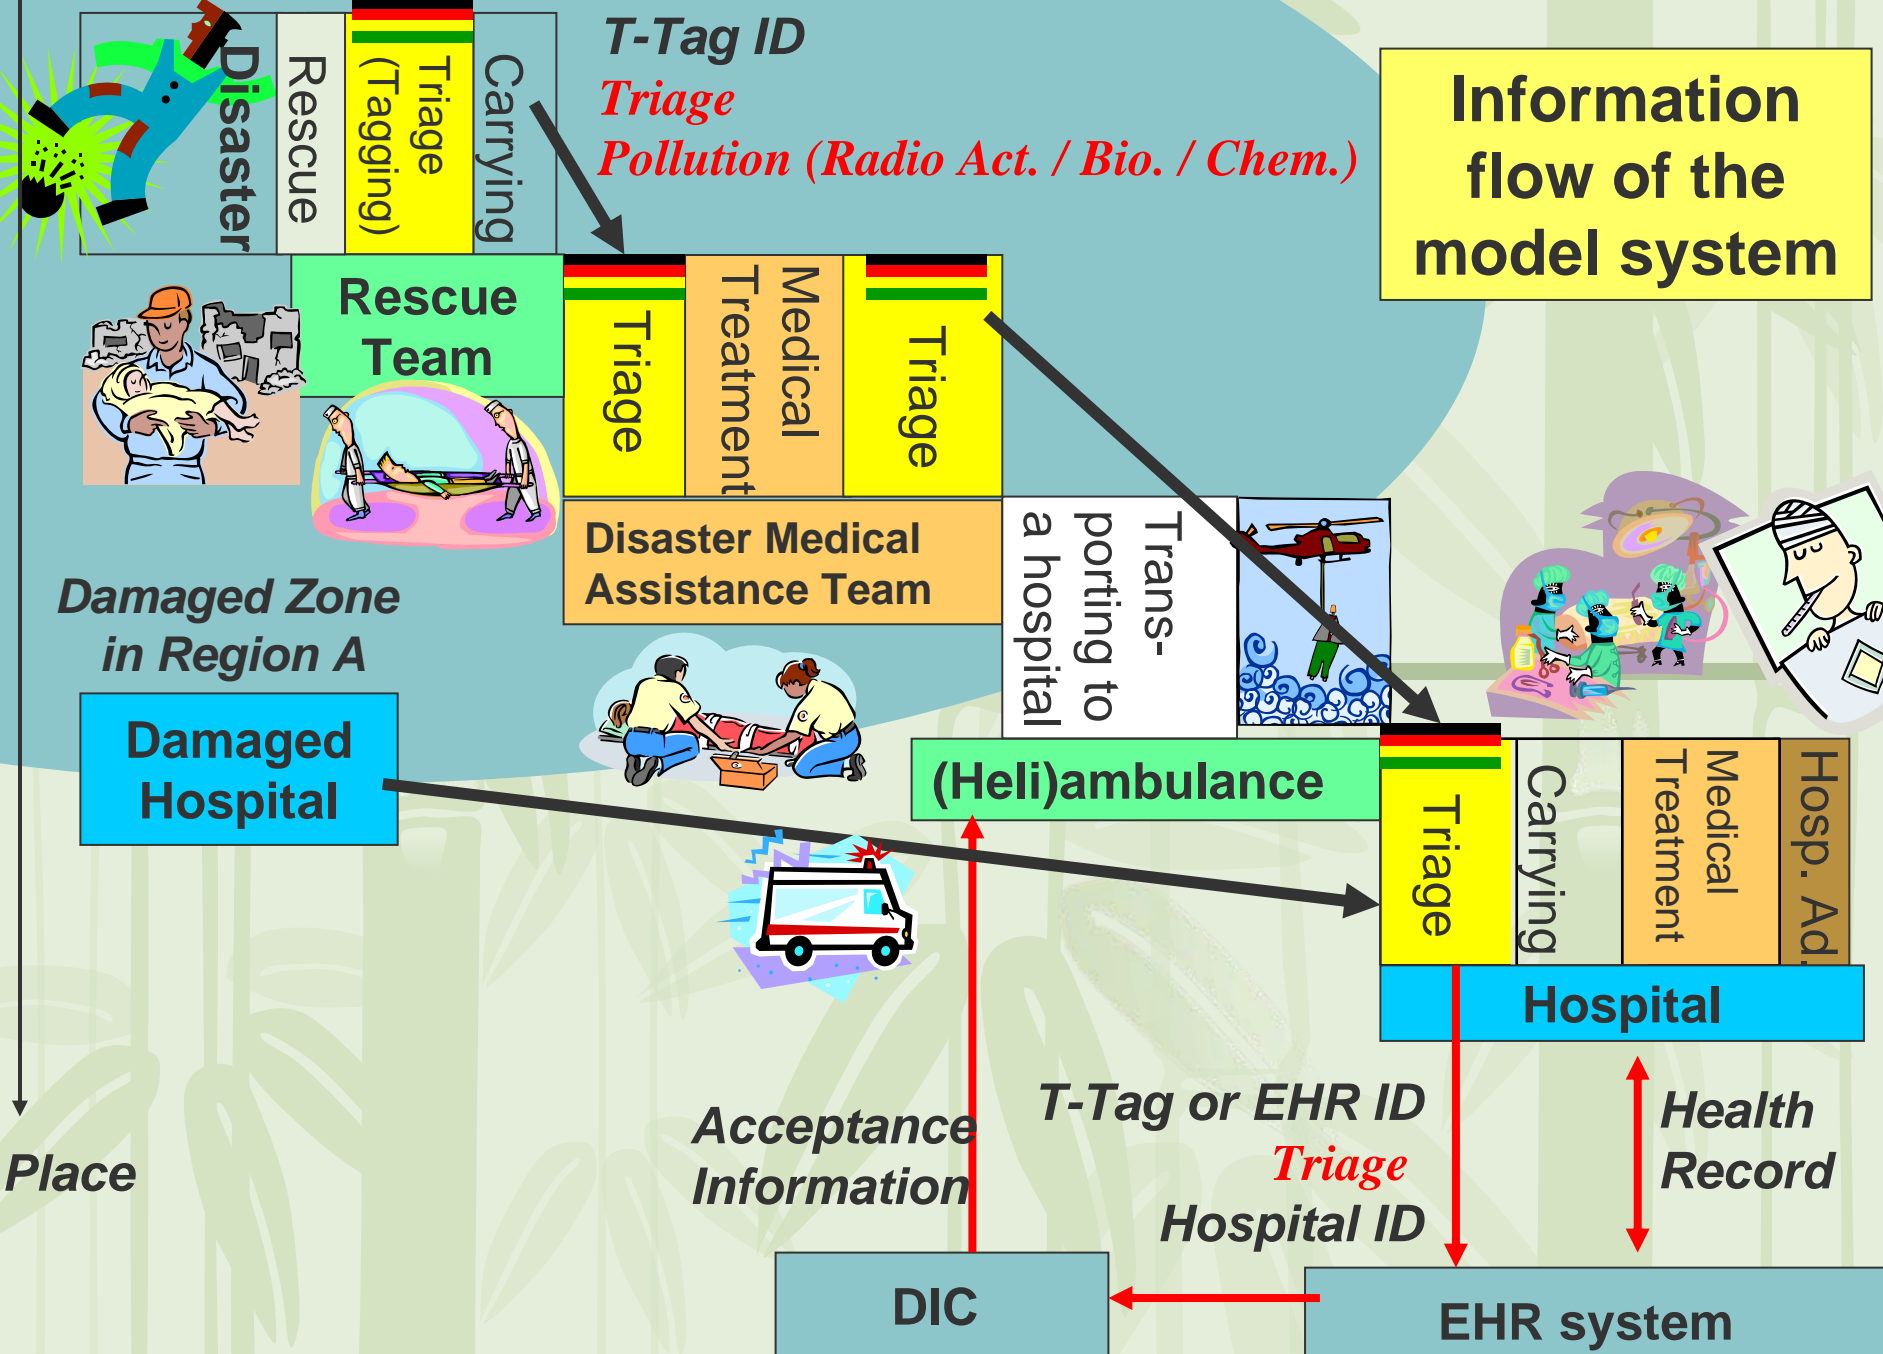 Disaster
Rescue
Triage
(Tagging)
Carrying
T-Tag ID
Triage
Pollution (Radio Act. / Bio. / Chem.)
Information
flow of the
model system
Rescue
Team
Triage
Medical
Treatment
Triage
Disaster Medical
Assistance Team
Trans-
porting to
a hospital
Damaged Zone
in Region A
Damaged
Hospital
(Heli)ambulance
Triage
Carrying
Medical
Treatment
Hosp. Ad.
Hospital
Acceptance
Information
T-Tag or EHR ID
Triage
Hospital ID
Health
Record
Place
DIC
EHR system